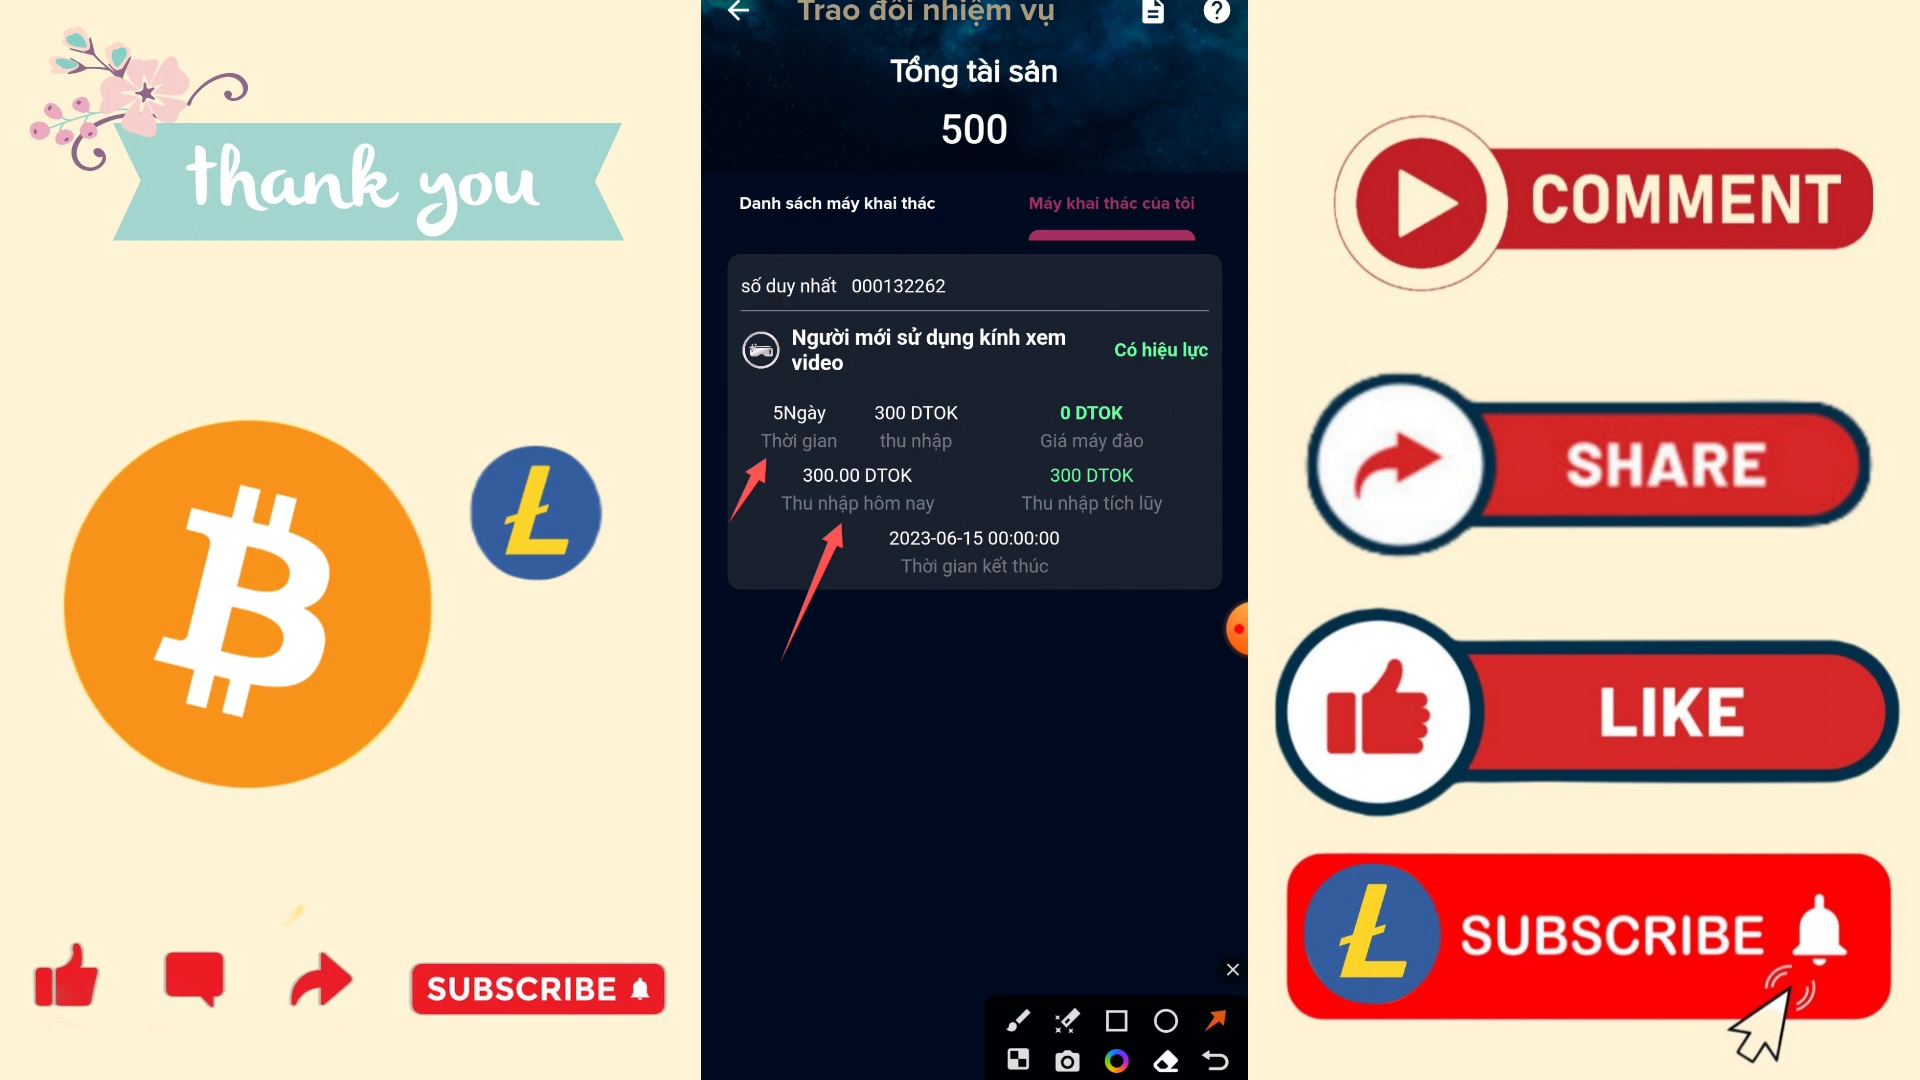 thank you
SUBSCRIBE
Trao đổi nhiệm vụ
Tổng tài sản
500
Danh sách máy khai thác
Máy khai thác của tôi
số duy nhất 000132262
Người mới sử dụng kính xem
video
Có hiệu lực
5Ngày
300 DTOK
0 DTOK
Thời gian
thu nhập
Giá máy đào
300.00 DTOK
300 DTOK
Thu nhập hôm nay
Thu nhập tích lũy
2023-06-15 00:00:00
Thời gian kết thúc
COMMENT
SHARE
LIKE
SUBSCRIBE